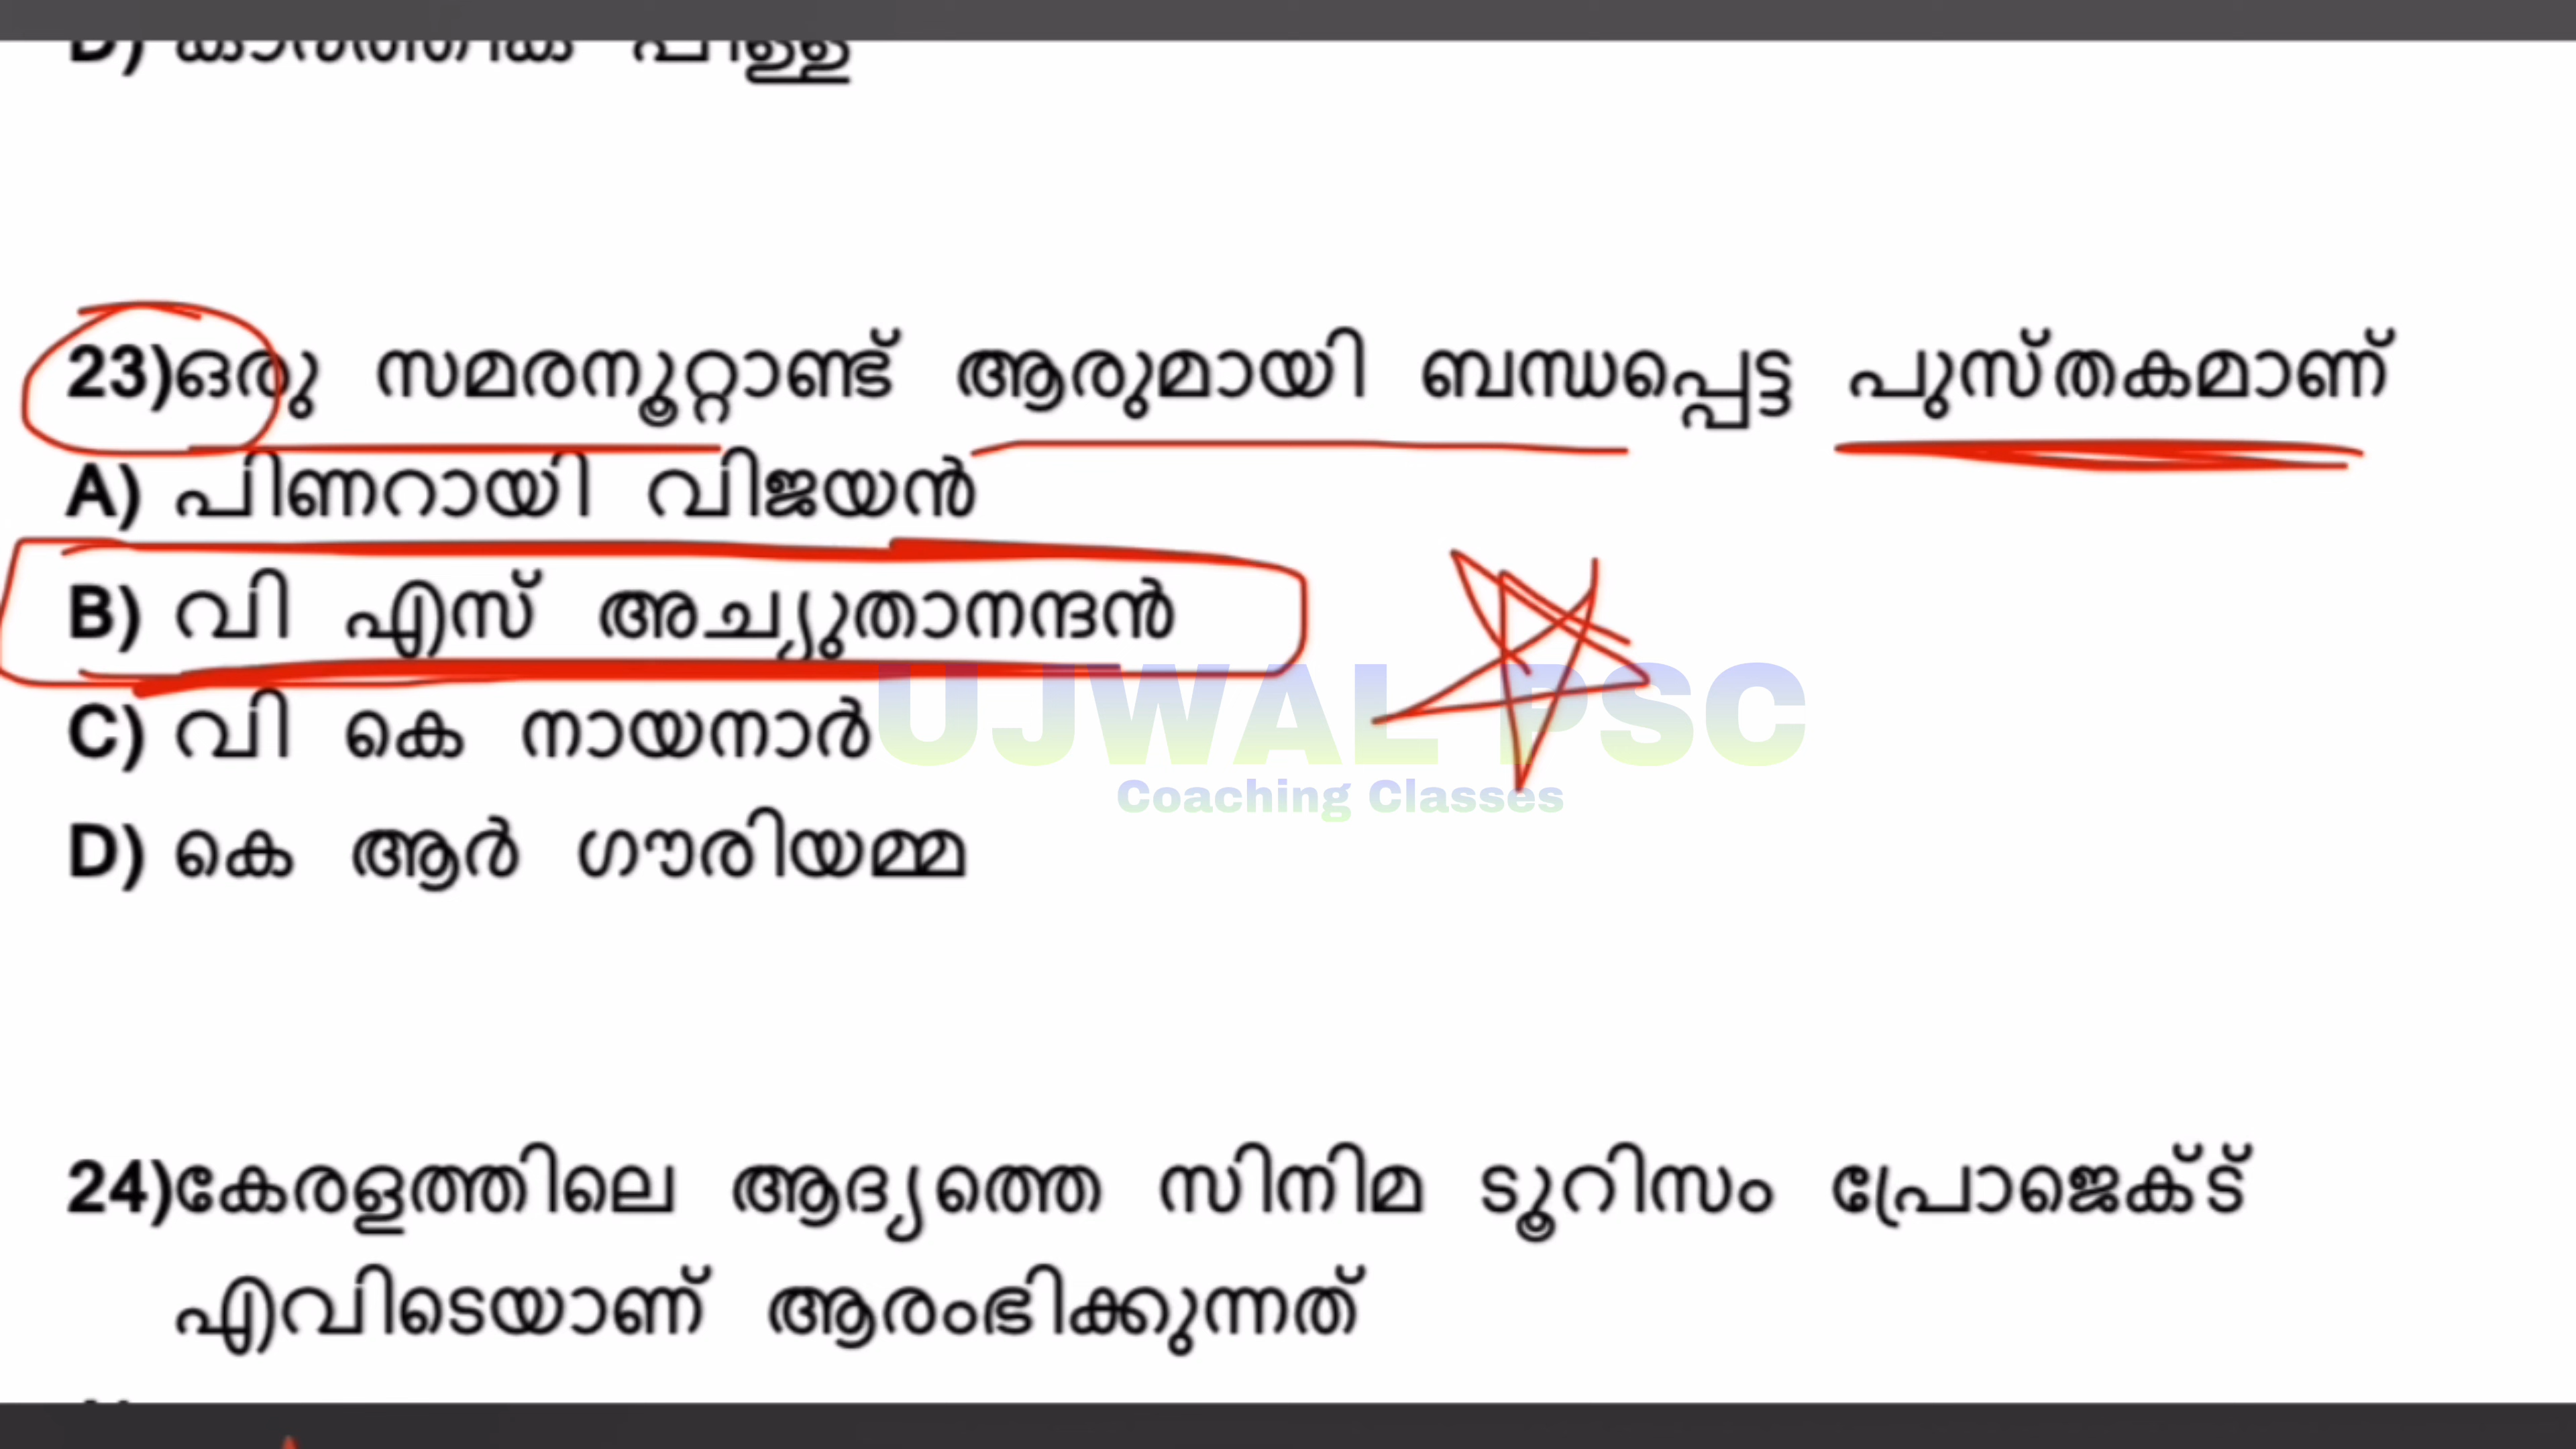 D) കാർത്തിക പിള്ള
23)ഒരു സമരനൂറ്റാണ്ട് ആരുമായി ബന്ധപ്പെട്ട പുസ്തകമാണ്
A) പിണറായി വിജയൻ
B) വി എസ് അച്യുതാനന്ദൻ
C) വി കെ നായനാർ
UJWAL PSC
Coaching Classes
D) കെ ആർ ഗൗരിയമ്മ
24)കേരളത്തിലെ ആദ്യത്തെ സിനിമ ടൂറിസം പ്രോജെക്ട്
എവിടെയാണ് ആരംഭിക്കുന്നത്